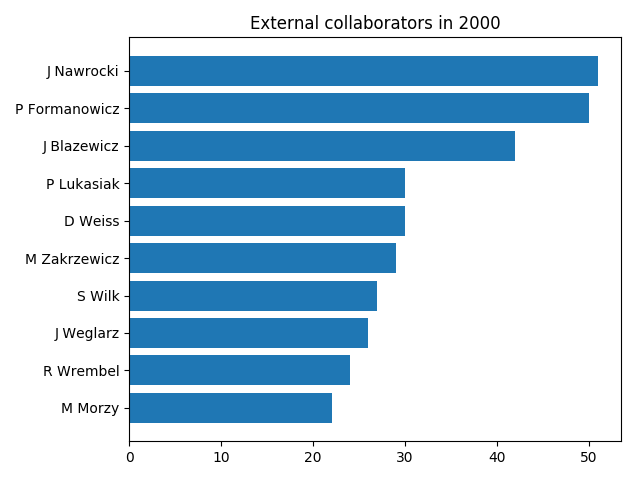 External collaborators in 2000
J Nawrocki
P Formanowicz
J Blazewicz
P Lukasiak
D Weiss
M Zakrzewicz
S Wilk
J Weglarz
R Wrembel
M Morzy
0 10 20 30 40 50